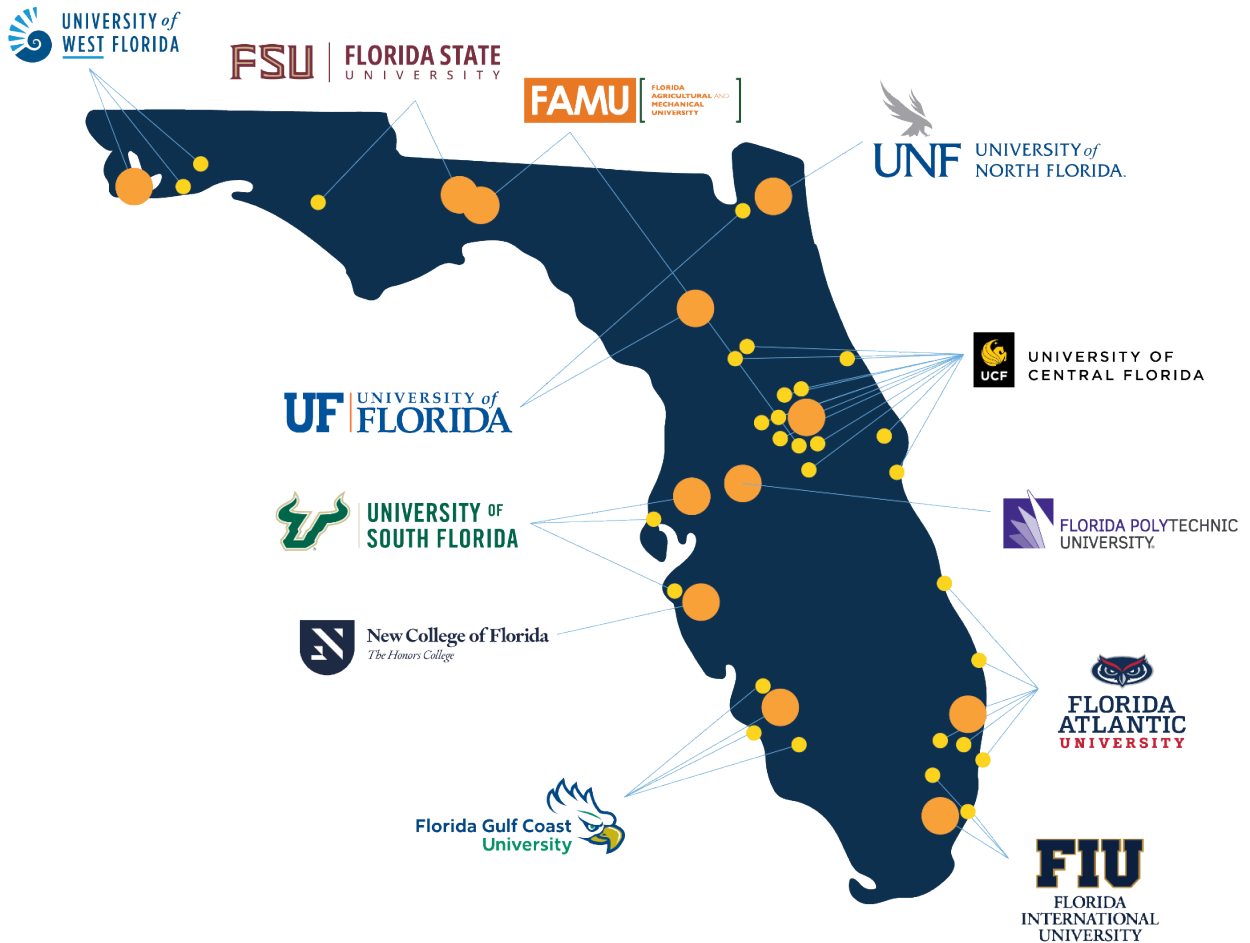 UNIVERSITY of
WEST FLORIDA
FSU
FLORIDA STATE
UNIVERSITY
FAMU
FLORIDA
AGRICULTURAL AND
MECHANICAL
UNIVERSITY
UNF
UNIVERSITY of
NORTH FLORIDA.
UCF
UNIVERSITY OF
CENTRAL FLORIDA
UF
UNIVERSITY of
FLORIDA
UNIVERSITY OF
SOUTH FLORIDA
FLORIDA POLYTECHNIC
UNIVERSITY
New College of Florida
The Honors College
N
FLORIDA
ATLANTIC
UNIVERSITY
Florida Gulf Coast
University
FIU
FLORIDA
INTERNATIONAL
UNIVERSITY